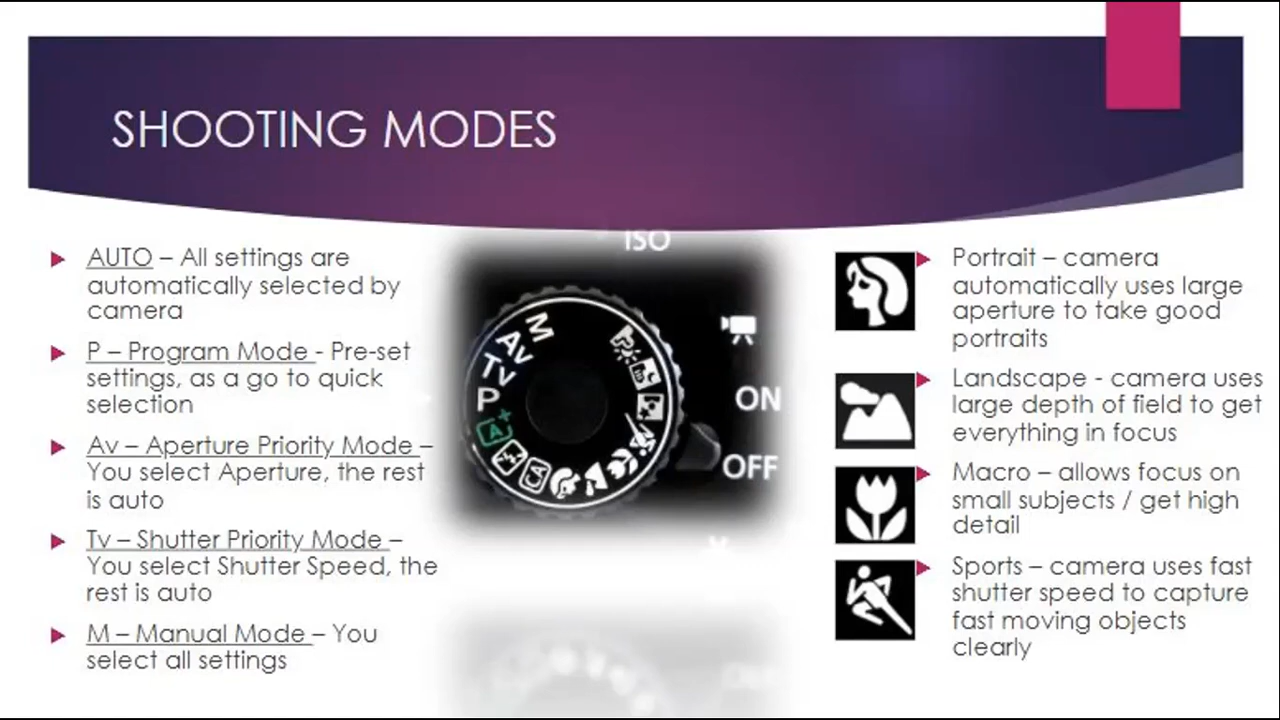 SHOOTING MODES
AUTO – All settings are
automatically selected by
camera
P – Program Mode - Pre-set
settings, as a go to quick
selection
Av – Aperture Priority Mode –
You select Aperture, the rest
is auto
Tv – Shutter Priority Mode –
You select Shutter Speed, the
rest is auto
M – Manual Mode – You
select all settings
ISO
M
Av
Tv
P
A+
CA
ON
OFF
Portrait – camera
automatically uses large
aperture to take good
portraits
Landscape - camera uses
large depth of field to get
everything in focus
Macro – allows focus on
small subjects / get high
detail
Sports – camera uses fast
shutter speed to capture
fast moving objects
clearly